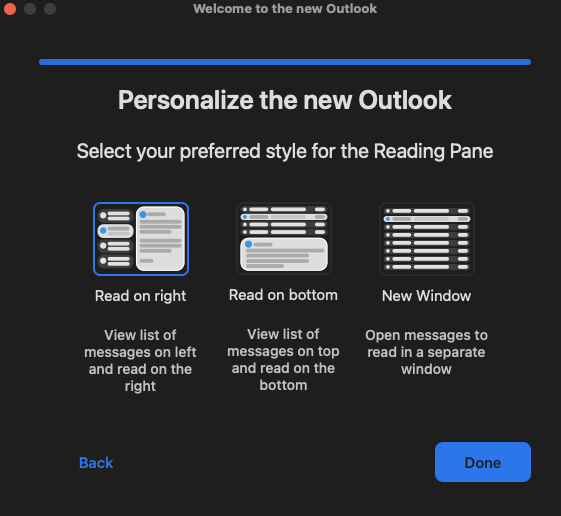 Welcome to the new Outlook
Personalize the new Outlook
Select your preferred style for the Reading Pane
Read on right
View list of
messages on left
and read on the
right
Read on bottom
View list of
messages on top
and read on the
bottom
New Window
Open messages to
read in a separate
window
Back
Done